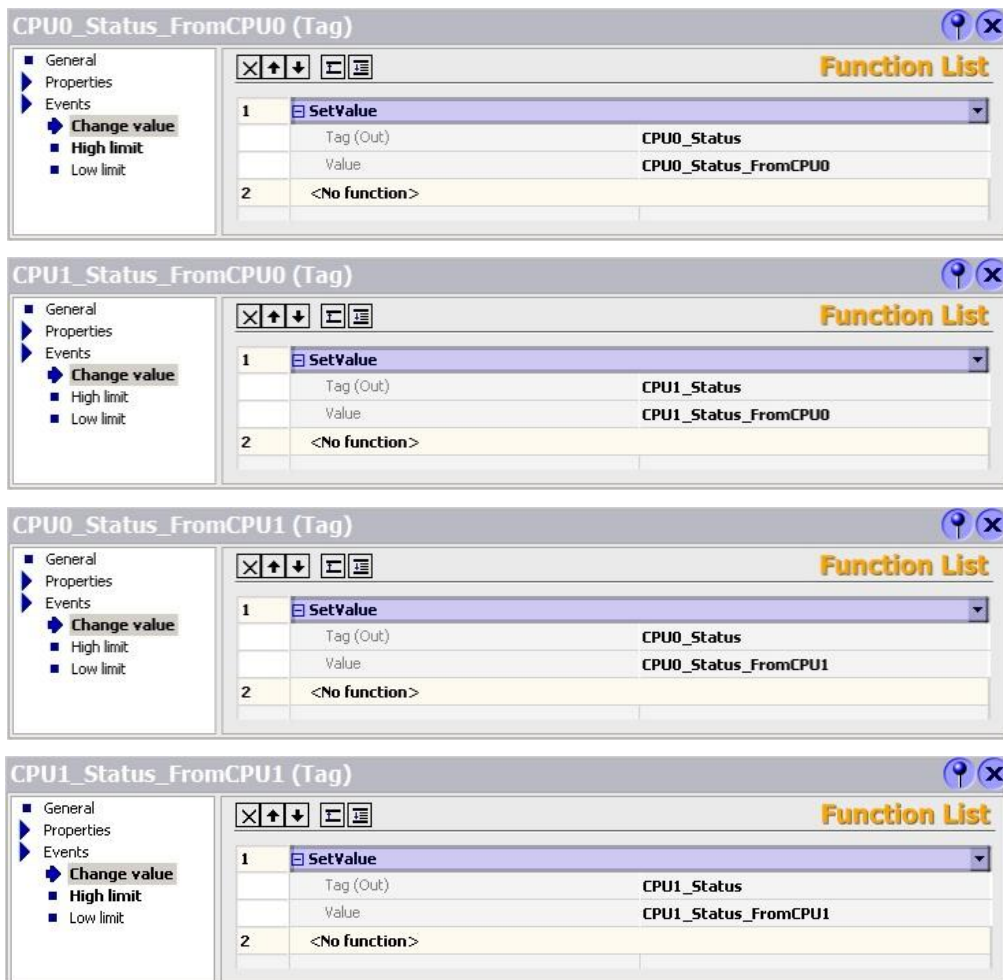 CPU0_Status_FromCPU0 (Tag)
General
Properties
Events
Change value
High limit
Low limit
Function List
1 SetValue
Tag (Out) CPU0_Status
Value CPU0_Status_FromCPU0
2 <No function>
CPU1_Status_FromCPU0 (Tag)
General
Properties
Events
Change value
High limit
Low limit
Function List
1 SetValue
Tag (Out) CPU1_Status
Value CPU1_Status_FromCPU0
2 <No function>
CPU0_Status_FromCPU1 (Tag)
General
Properties
Events
Change value
High limit
Low limit
Function List
1 SetValue
Tag (Out) CPU0_Status
Value CPU0_Status_FromCPU1
2 <No function>
CPU1_Status_FromCPU1 (Tag)
General
Properties
Events
Change value
High limit
Low limit
Function List
1 SetValue
Tag (Out) CPU1_Status
Value CPU1_Status_FromCPU1
2 <No function>